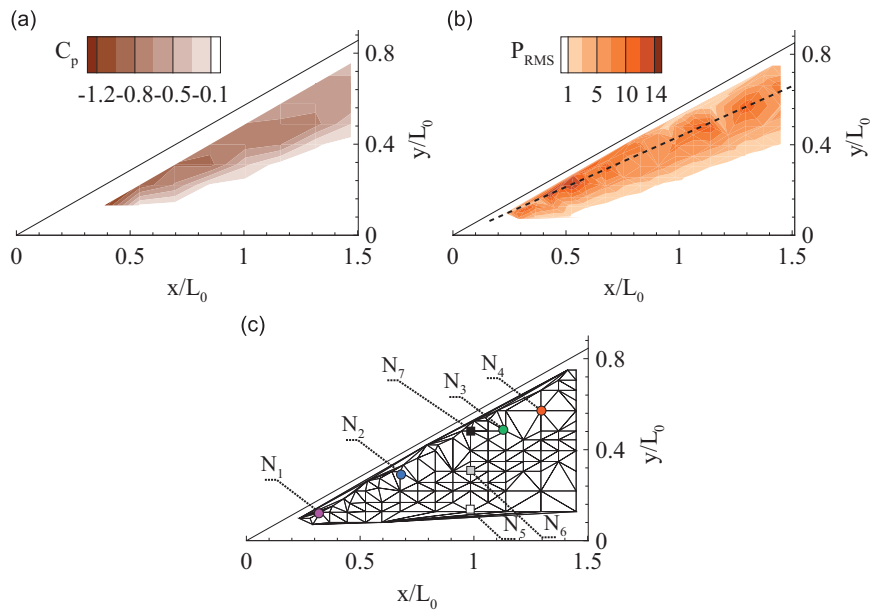 (a)
C_p
-1.2 -0.8 -0.5 -0.1
0.8
0.4
0
y/L_0
0 0.5 1 1.5
x/L_0
(b)
P_RMS
1 5 10 14
0.8
0.4
0
y/L_0
0 0.5 1 1.5
x/L_0
(c)
N_7
N_3
N_4
N_2
N_1
N_5
N_6
0.8
0.4
0
y/L_0
0 0.5 1 1.5
x/L_0